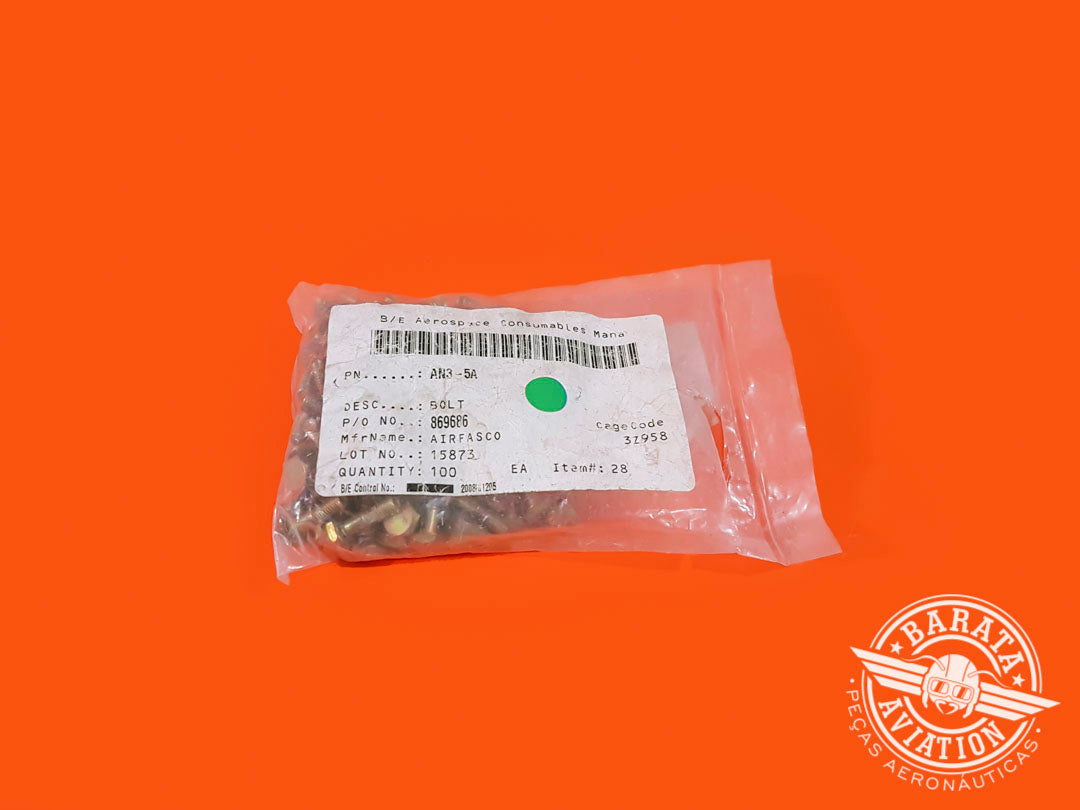 B/E Aerospace Consumables Mana
PN......: AN3-5A
DESC....: BOLT
P/O NO..: 869686
MfrName.: AIRFASCO
CageCode
3Z958
LOT NO..: 15873
QUANTITY: 100 EA Item#: 28
B/E Control No.:
BARATA
AVIATION
PEÇAS AERONÁUTICAS